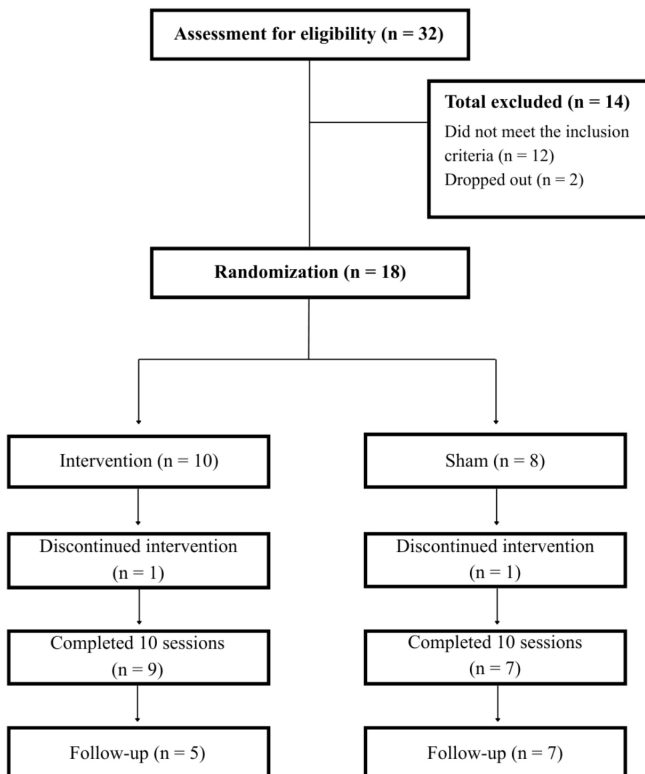 Assessment for eligibility (n = 32)
Total excluded (n = 14)
Did not meet the inclusion
criteria (n = 12)
Dropped out (n = 2)
Randomization (n = 18)
Intervention (n = 10)
Sham (n = 8)
Discontinued intervention
(n = 1)
Discontinued intervention
(n = 1)
Completed 10 sessions
(n = 9)
Completed 10 sessions
(n = 7)
Follow-up (n = 5)
Follow-up (n = 7)